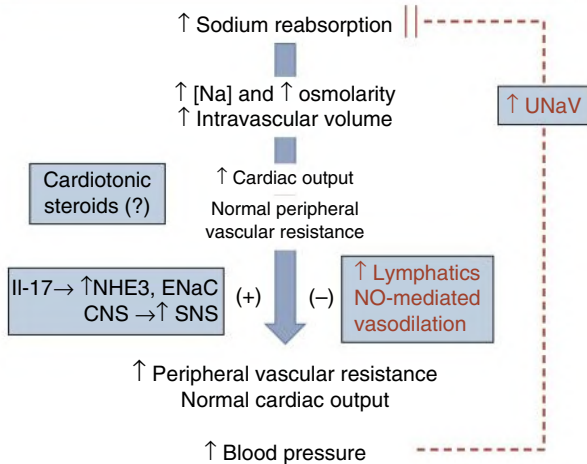 ↑ Sodium reabsorption
↑ [Na] and ↑ osmolarity
↑ Intravascular volume
↑ UNaV
↑ Cardiac output
Normal peripheral
vascular resistance
Cardiotonic
steroids (?)
Il-17→ ↑NHE3, ENaC
CNS →↑ SNS
(+)
(–)
↑ Lymphatics
NO-mediated
vasodilation
↑ Peripheral vascular resistance
Normal cardiac output
↑ Blood pressure